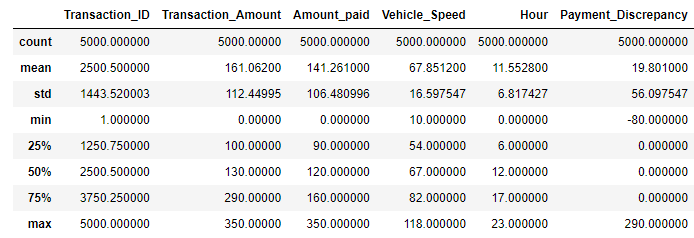 Transaction_ID Transaction_Amount Amount_paid Vehicle_Speed Hour Payment_Discrepancy
count 5000.000000 5000.00000 5000.000000 5000.000000 5000.000000 5000.000000
mean 2500.500000 161.06200 141.261000 67.851200 11.552800 19.801000
std 1443.520003 112.44995 106.480996 16.597547 6.817427 56.097547
min 1.000000 0.00000 0.000000 10.000000 0.000000 -80.000000
25% 1250.750000 100.00000 90.000000 54.000000 6.000000 0.000000
50% 2500.500000 130.00000 120.000000 67.000000 12.000000 0.000000
75% 3750.250000 290.00000 160.000000 82.000000 17.000000 0.000000
max 5000.000000 350.00000 350.000000 118.000000 23.000000 290.000000